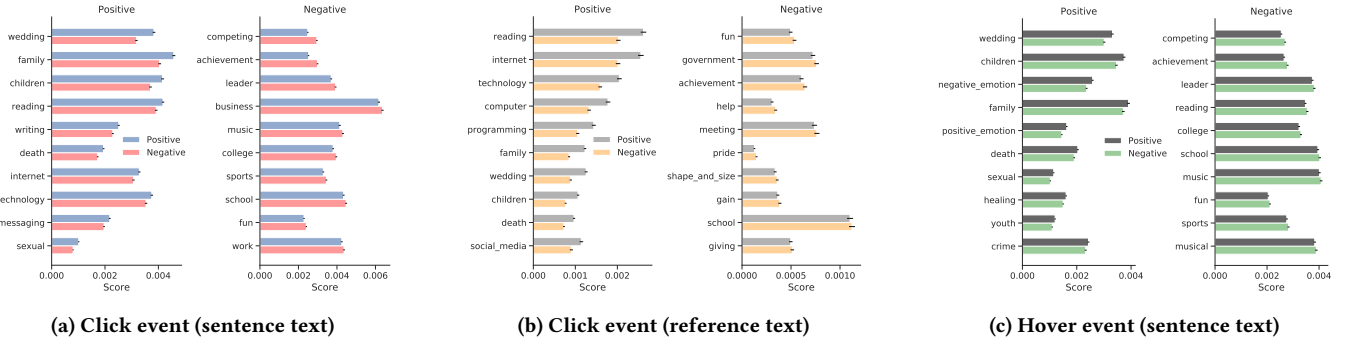 Positive
wedding
family
children
reading
writing
death
internet
echnology
messaging
sexual
Positive
Negative
0.000 0.002 0.004
Score
Negative
competing
achievement
leader
business
music
college
sports
school
fun
work
0.000 0.002 0.004 0.006
Score
(a) Click event (sentence text)
Positive
reading
internet
technology
computer
programming
family
wedding
children
death
social_media
Positive
Negative
0.000 0.002
Score
Negative
fun
government
achievement
help
meeting
pride
shape_and_size
gain
school
giving
0.0000 0.0005 0.0010
Score
(b) Click event (reference text)
Positive
wedding
children
negative_emotion
family
positive_emotion
death
sexual
healing
youth
crime
Positive
Negative
0.000 0.002 0.004
Score
Negative
competing
achievement
leader
reading
college
school
music
fun
sports
musical
0.000 0.002 0.004
Score
(c) Hover event (sentence text)